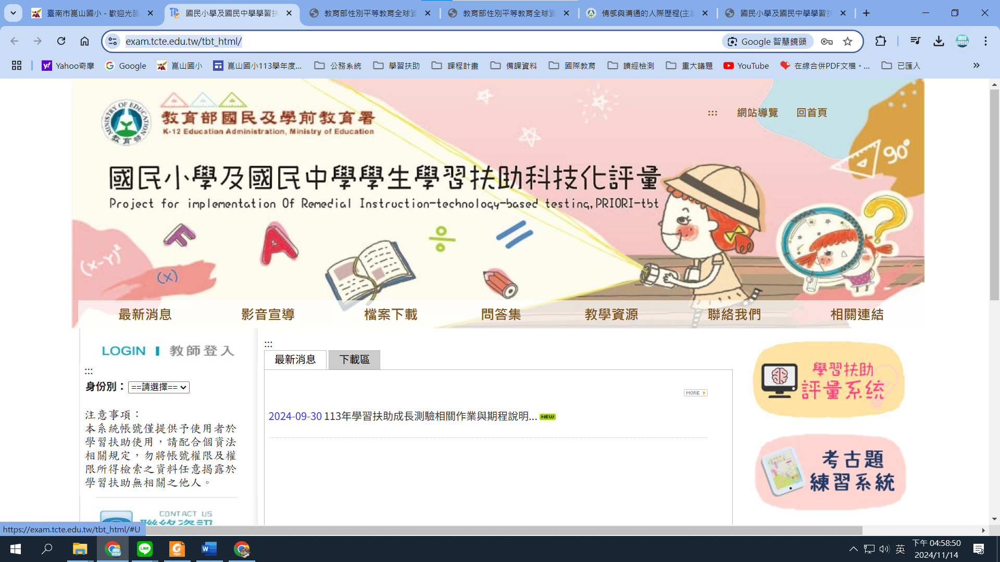 臺南市崑山國小 - 歡迎光臨
國民小學及國民中學學習扶
教育部性別平等教育全球資
教育部性別平等教育全球資
情感與溝通的人際歷程(主講
國民小學及國民中學學習扶
exam.tcte.edu.tw/tbt_html/
Google 智慧鏡頭
Yahoo奇摩
Google
崑山國小
崑山國小113學年度...
公務系統
學習扶助
課程計畫
備課資料
國際教育
讀經檢測
重大議題
YouTube
在線合併PDF文檔。...
已匯入
MINISTRY OF EDUCATION
教育部
教育部國民及學前教育署
K-12 Education Administration, Ministry of Education
:::
網站導覽
回首頁
90°
國民小學及國民中學學生學習扶助科技化評量
Project for implementation Of Remedial Instruction-technology-based testing,PRIORI-tbt
F
A
÷
=
(x-y)²
(x)
?
最新消息
影音宣導
檔案下載
問答集
教學資源
聯絡我們
相關連結
LOGIN | 教師登入
:::
身份別：
==請選擇==
注意事項：
本系統帳號僅提供予使用者於
學習扶助使用，請配合個資法
相關規定，勿將帳號權限及權
限所得檢索之資料任意揭露於
學習扶助無相關之他人。
CONTACT US
聯絡資訊
:::
最新消息
下載區
MORE
2024-09-30 113年學習扶助成長測驗相關作業與期程說明... NEW
學習扶助
評量系統
考古題
練習系統
https://exam.tcte.edu.tw/tbt_html/#U
英
下午 04:58:50
2024/11/14